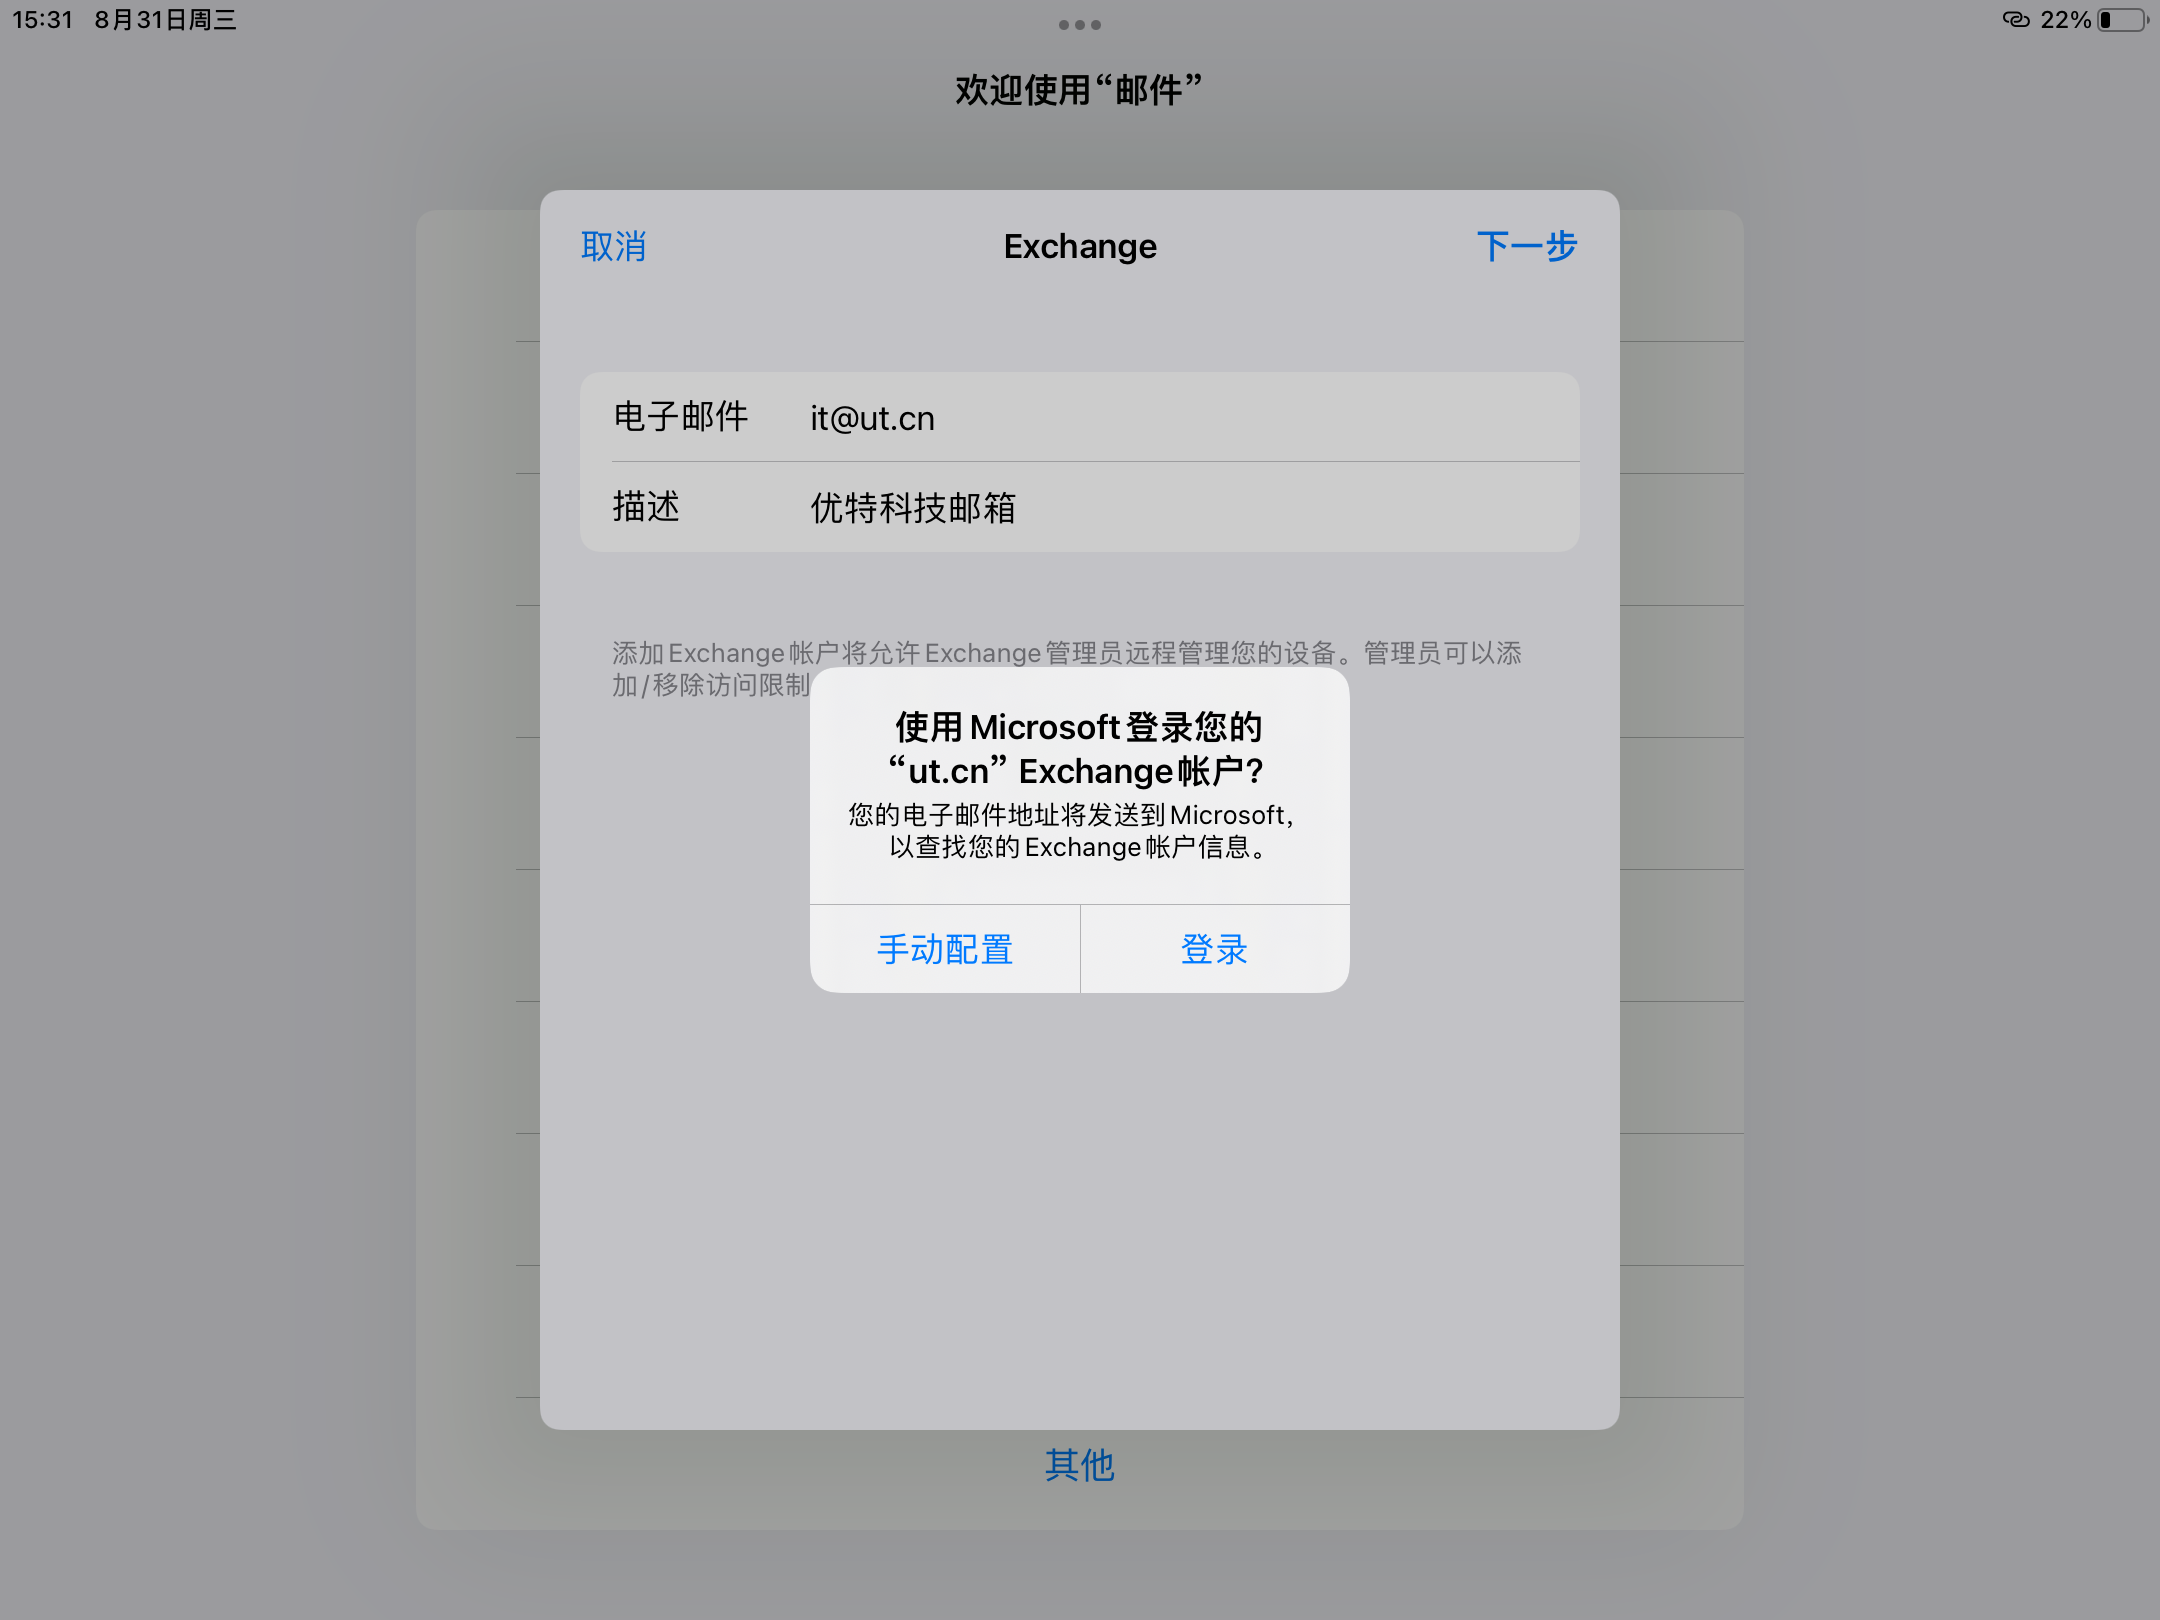 15:31 8月31日周三
22%
欢迎使用“邮件”
取消 Exchange 下一步
电子邮件 it@ut.cn
描述 优特科技邮箱
添加Exchange帐户将允许Exchange管理员远程管理您的设备。管理员可以添
加/移除访问限制
使用Microsoft登录您的
“ut.cn” Exchange帐户?
您的电子邮件地址将发送到Microsoft，
以查找您的Exchange帐户信息。
手动配置 登录
其他